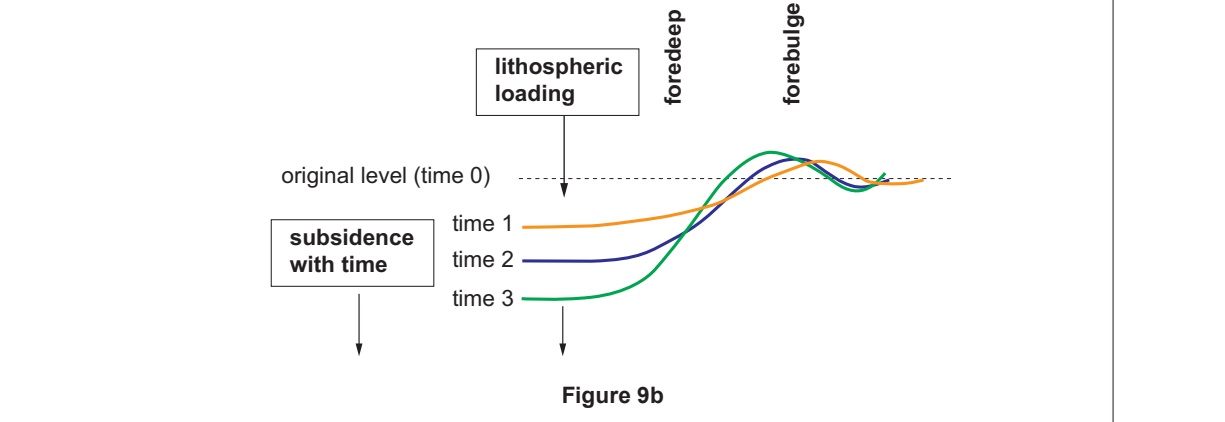 foredeep
forebulge
lithospheric
loading
original level (time 0)
time 1
subsidence
with time
time 2
time 3
Figure 9b